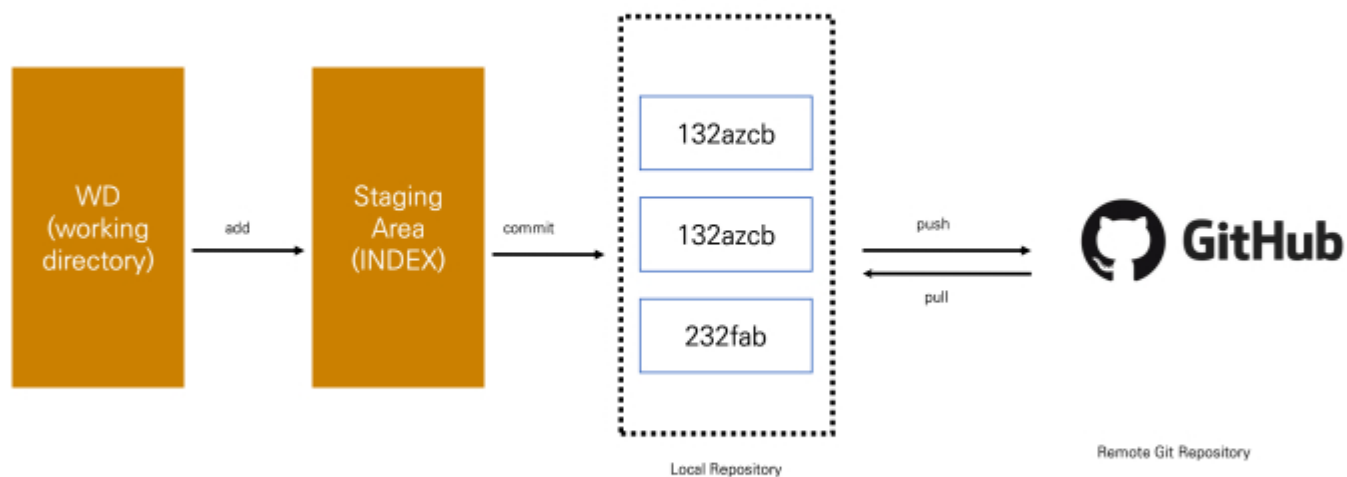 WD
(working
directory)
add
Staging
Area
(INDEX)
commit
132azcb
132azcb
232fab
Local Repository
push
pull
GitHub
Remote Git Repository